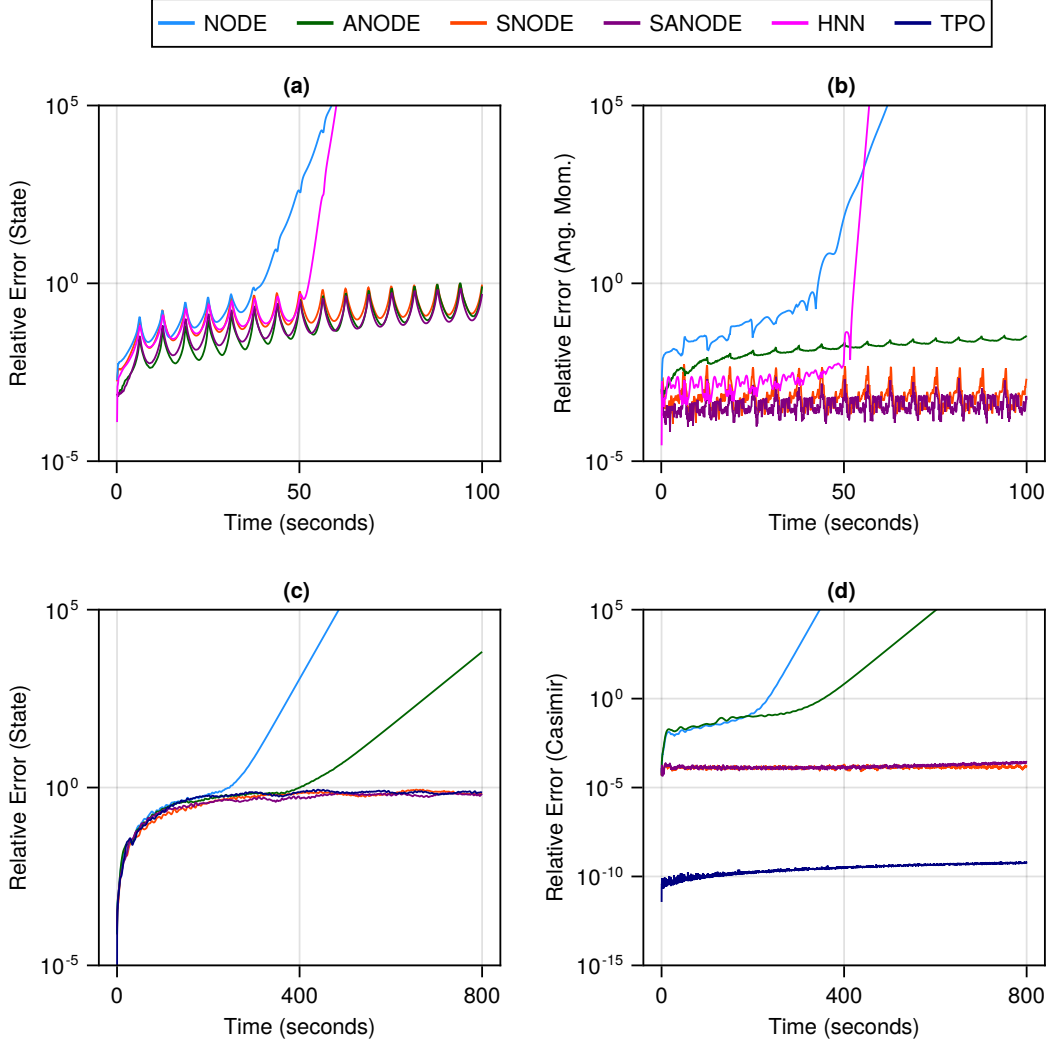 NODE ANODE SNODE SANODE HNN TPO
(a)
Relative Error (State)
10^5
10^0
10^-5
0 50 100
Time (seconds)
(b)
Relative Error (Ang. Mom.)
10^5
10^0
10^-5
0 50 100
Time (seconds)
(c)
Relative Error (State)
10^5
10^0
10^-5
0 400 800
Time (seconds)
(d)
Relative Error (Casimir)
10^5
10^0
10^-5
10^-10
10^-15
0 400 800
Time (seconds)